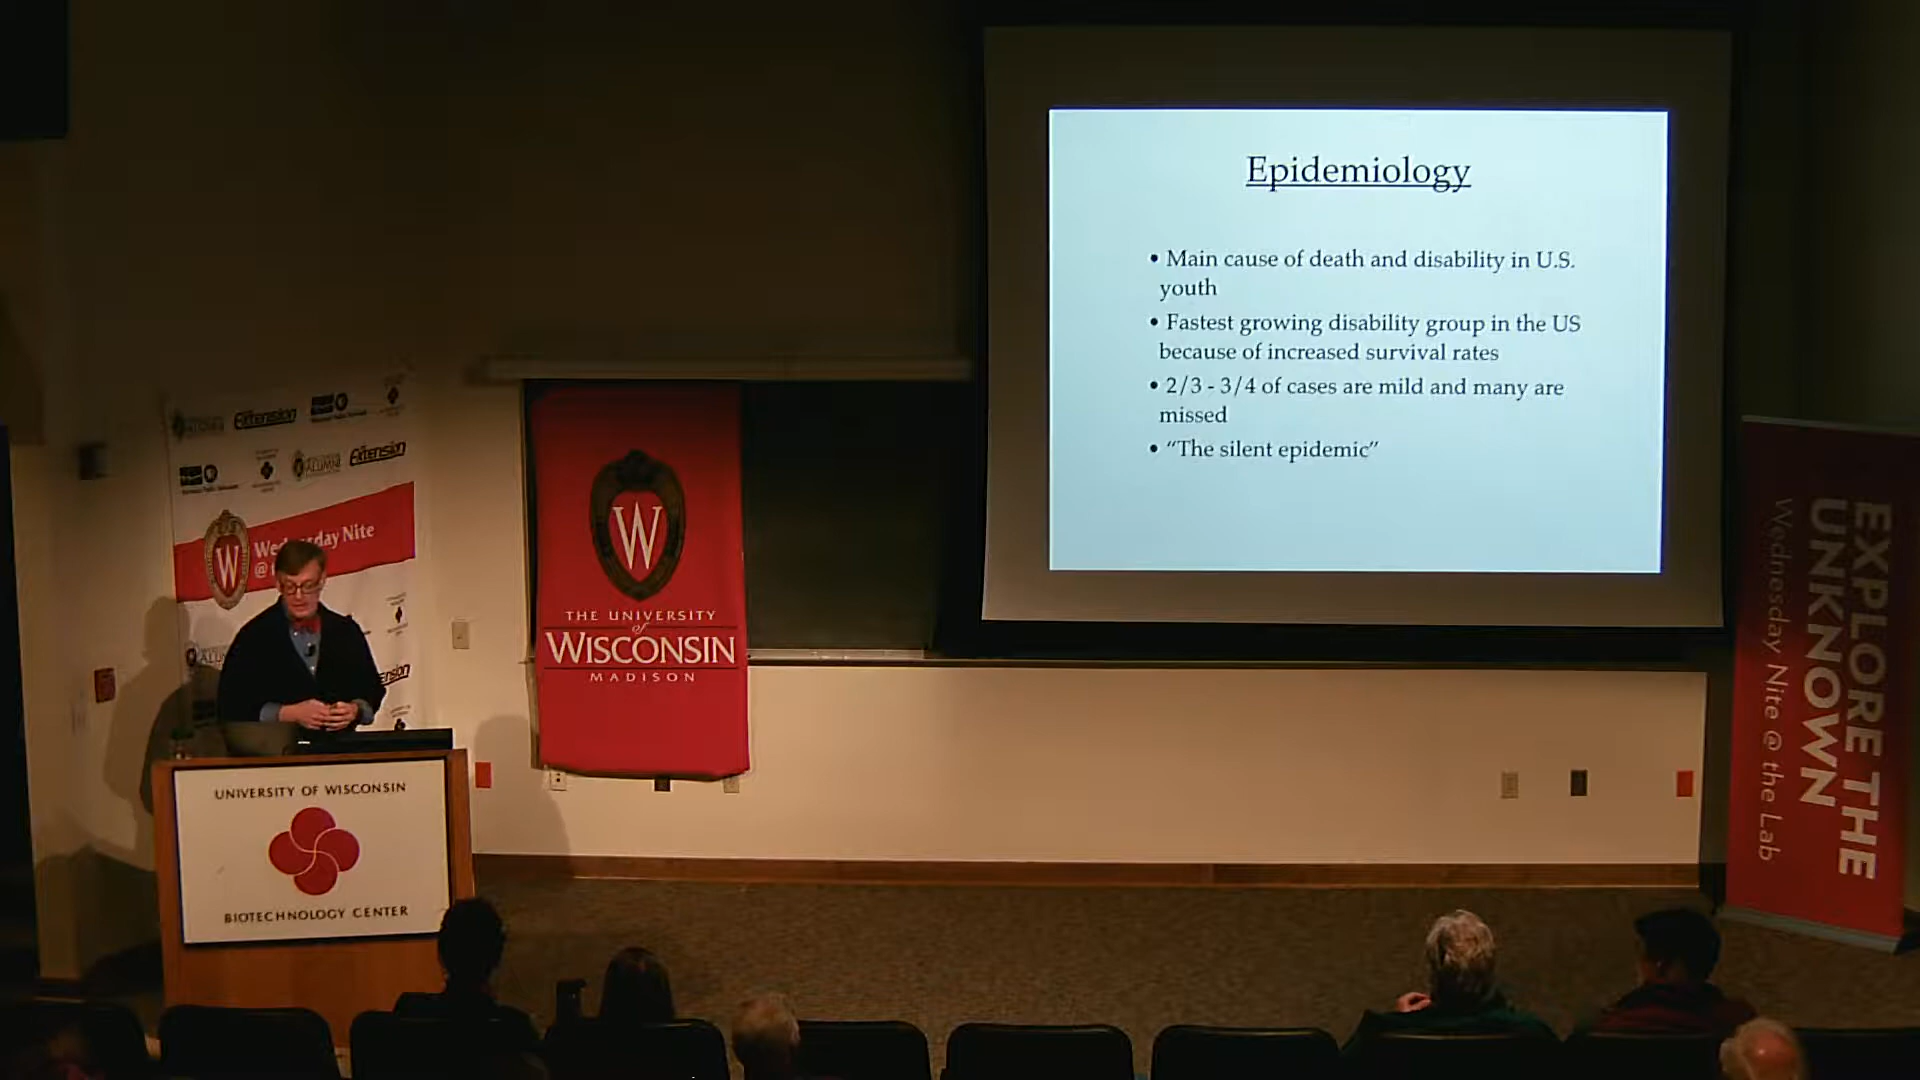 Epidemiology
• Main cause of death and disability in U.S.
youth
• Fastest growing disability group in the US
because of increased survival rates
• 2/3 - 3/4 of cases are mild and many are
missed
• “The silent epidemic”
Extension
ALUMNI
Extension
W
Nite
@
W
THE UNIVERSITY
of
WISCONSIN
MADISON
UNIVERSITY OF WISCONSIN
BIOTECHNOLOGY CENTER
EXPLORE THE
UNKNOWN
Wednesday Nite @ the Lab